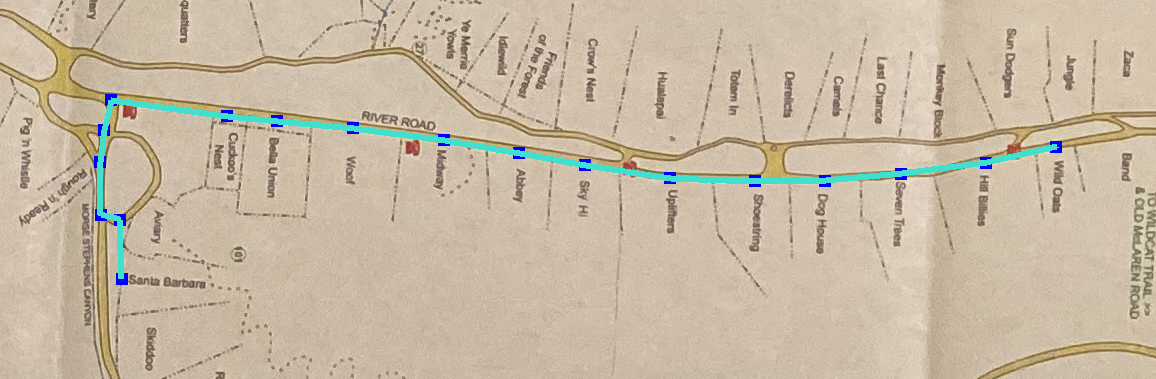 quatters
Ye Merrie
Yowls
Idlewild
Friends
of the Forest
Crow's Nest
Hualapai
Totem In
Derelicts
Camels
Last Chance
Monkey Block
Sun Dodgers
Jungle
Zaca
27
RIVER ROAD
Pig 'n Whistle
Rough 'n Ready
MORSE STEPHENS CANYON
Aviary
Cuckoo's
Nest
Bella Union
Woof
Midway
Abbey
Sky Hi
Uplifters
Shoestring
Dog House
Seven Trees
Hill Billies
Wild Oats
Band
TO WILDCAT TRAIL >>
& OLD McLAREN ROAD
101
Santa Barbara
Skiddoo
R